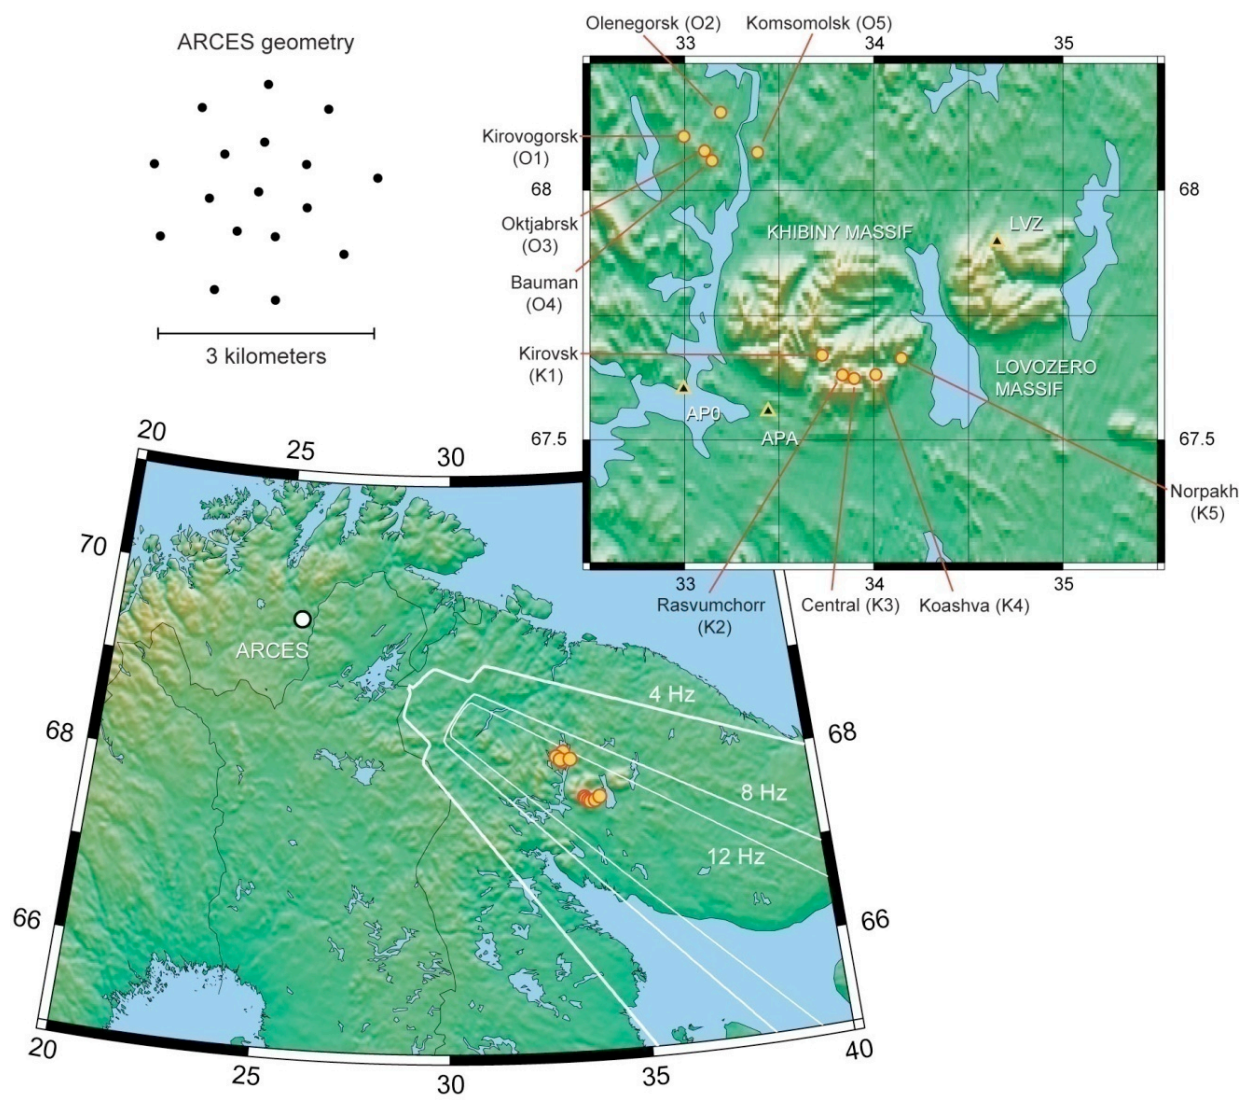 ARCES geometry
3 kilometers
Olenegorsk (O2)
Komsomolsk (O5)
33
34
35
Kirovogorsk
(O1)
68
68
Oktjabrsk
(O3)
Bauman
(O4)
Kirovsk
(K1)
KHIBINY MASSIF
LVZ
LOVOZERO
MASSIF
AP0
APA
67.5
67.5
Norpakh
(K5)
33
34
35
Rasvumchorr
(K2)
Central (K3)
Koashva (K4)
20
25
30
70
ARCES
4 Hz
68
68
8 Hz
12 Hz
66
66
20
25
30
35
40